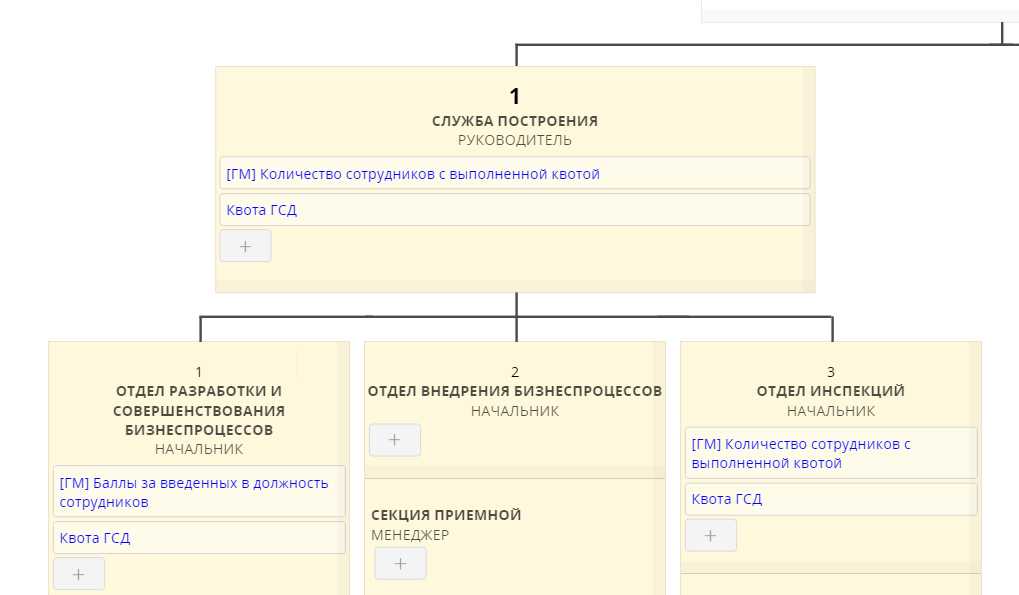 1
СЛУЖБА ПОСТРОЕНИЯ
РУКОВОДИТЕЛЬ
[ГМ] Количество сотрудников с выполненной квотой
Квота ГСД
+
1
ОТДЕЛ РАЗРАБОТКИ И
СОВЕРШЕНСТВОВАНИЯ
БИЗНЕСПРОЦЕССОВ
НАЧАЛЬНИК
[ГМ] Баллы за введенных в должность
сотрудников
Квота ГСД
+
2
ОТДЕЛ ВНЕДРЕНИЯ БИЗНЕСПРОЦЕССОВ
НАЧАЛЬНИК
+
СЕКЦИЯ ПРИЕМНОЙ
МЕНЕДЖЕР
+
3
ОТДЕЛ ИНСПЕКЦИЙ
НАЧАЛЬНИК
[ГМ] Количество сотрудников с
выполненной квотой
Квота ГСД
+